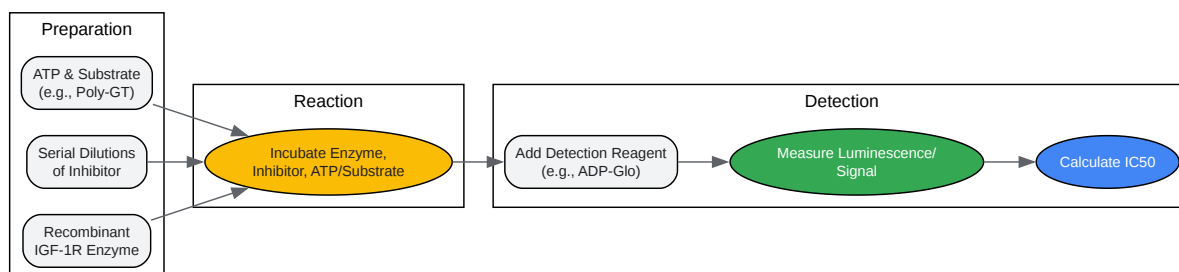 Preparation
ATP & Substrate
(e.g., Poly-GT)
Serial Dilutions
of Inhibitor
Recombinant
IGF-1R Enzyme
Reaction
Incubate Enzyme,
Inhibitor, ATP/Substrate
Detection
Add Detection Reagent
(e.g., ADP-Glo)
Measure Luminescence/
Signal
Calculate IC50